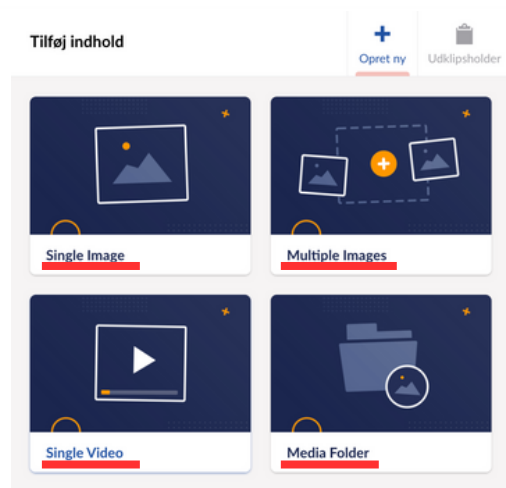 Tilføj indhold
Opret ny
Udklipsholder
Single Image
Multiple Images
Single Video
Media Folder